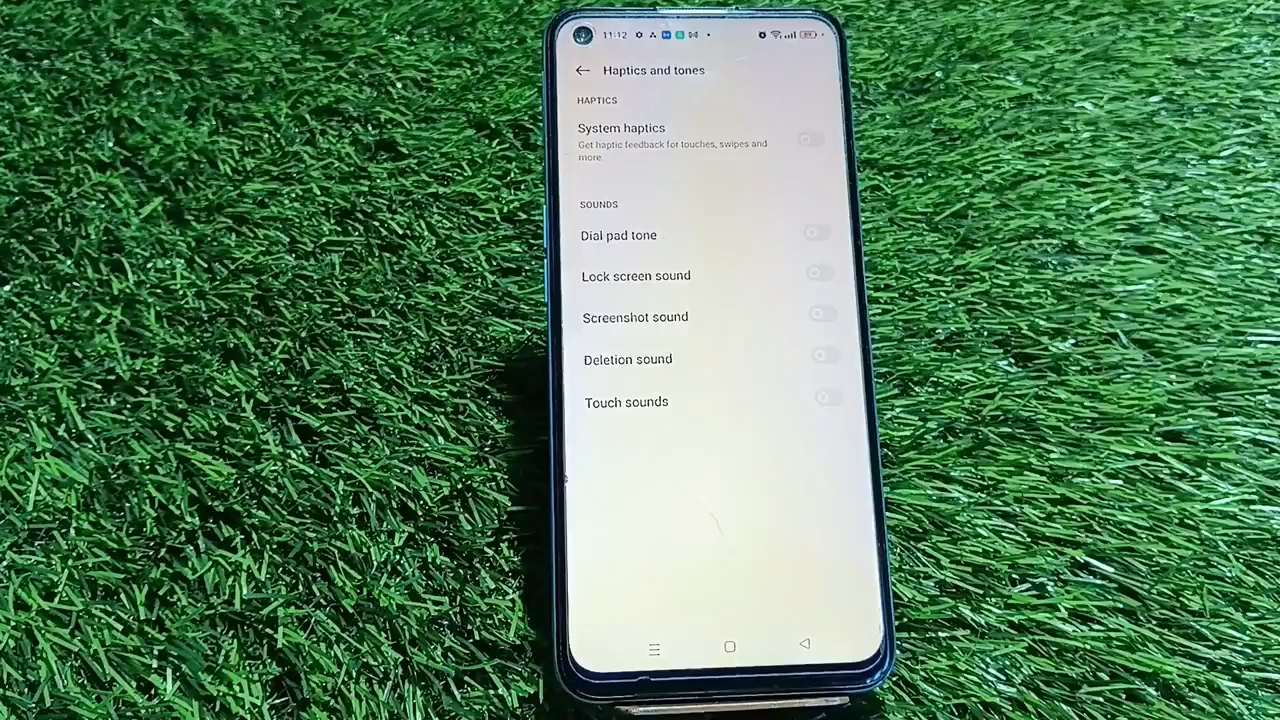 11:12
89
Haptics and tones
HAPTICS
System haptics
Get haptic feedback for touches, swipes and
more.
SOUNDS
Dial pad tone
Lock screen sound
Screenshot sound
Deletion sound
Touch sounds